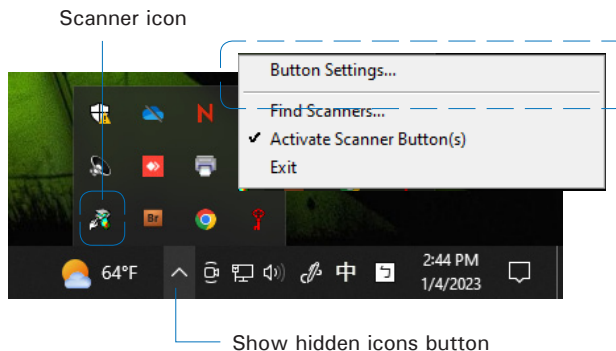 Scanner icon
Button Settings...
Find Scanners...
✔ Activate Scanner Button(s)
Exit
N
Br
64°F
中
ㄅ
2:44 PM
1/4/2023
Show hidden icons button